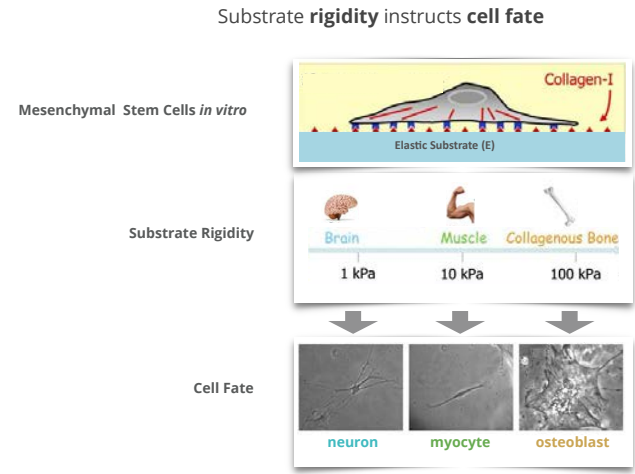 Substrate rigidity instructs cell fate
Collagen-I
Mesenchymal Stem Cells in vitro
Elastic Substrate (E)
Substrate Rigidity
Brain Muscle Collagenous Bone
1 kPa 10 kPa 100 kPa
Cell Fate
neuron myocyte osteoblast